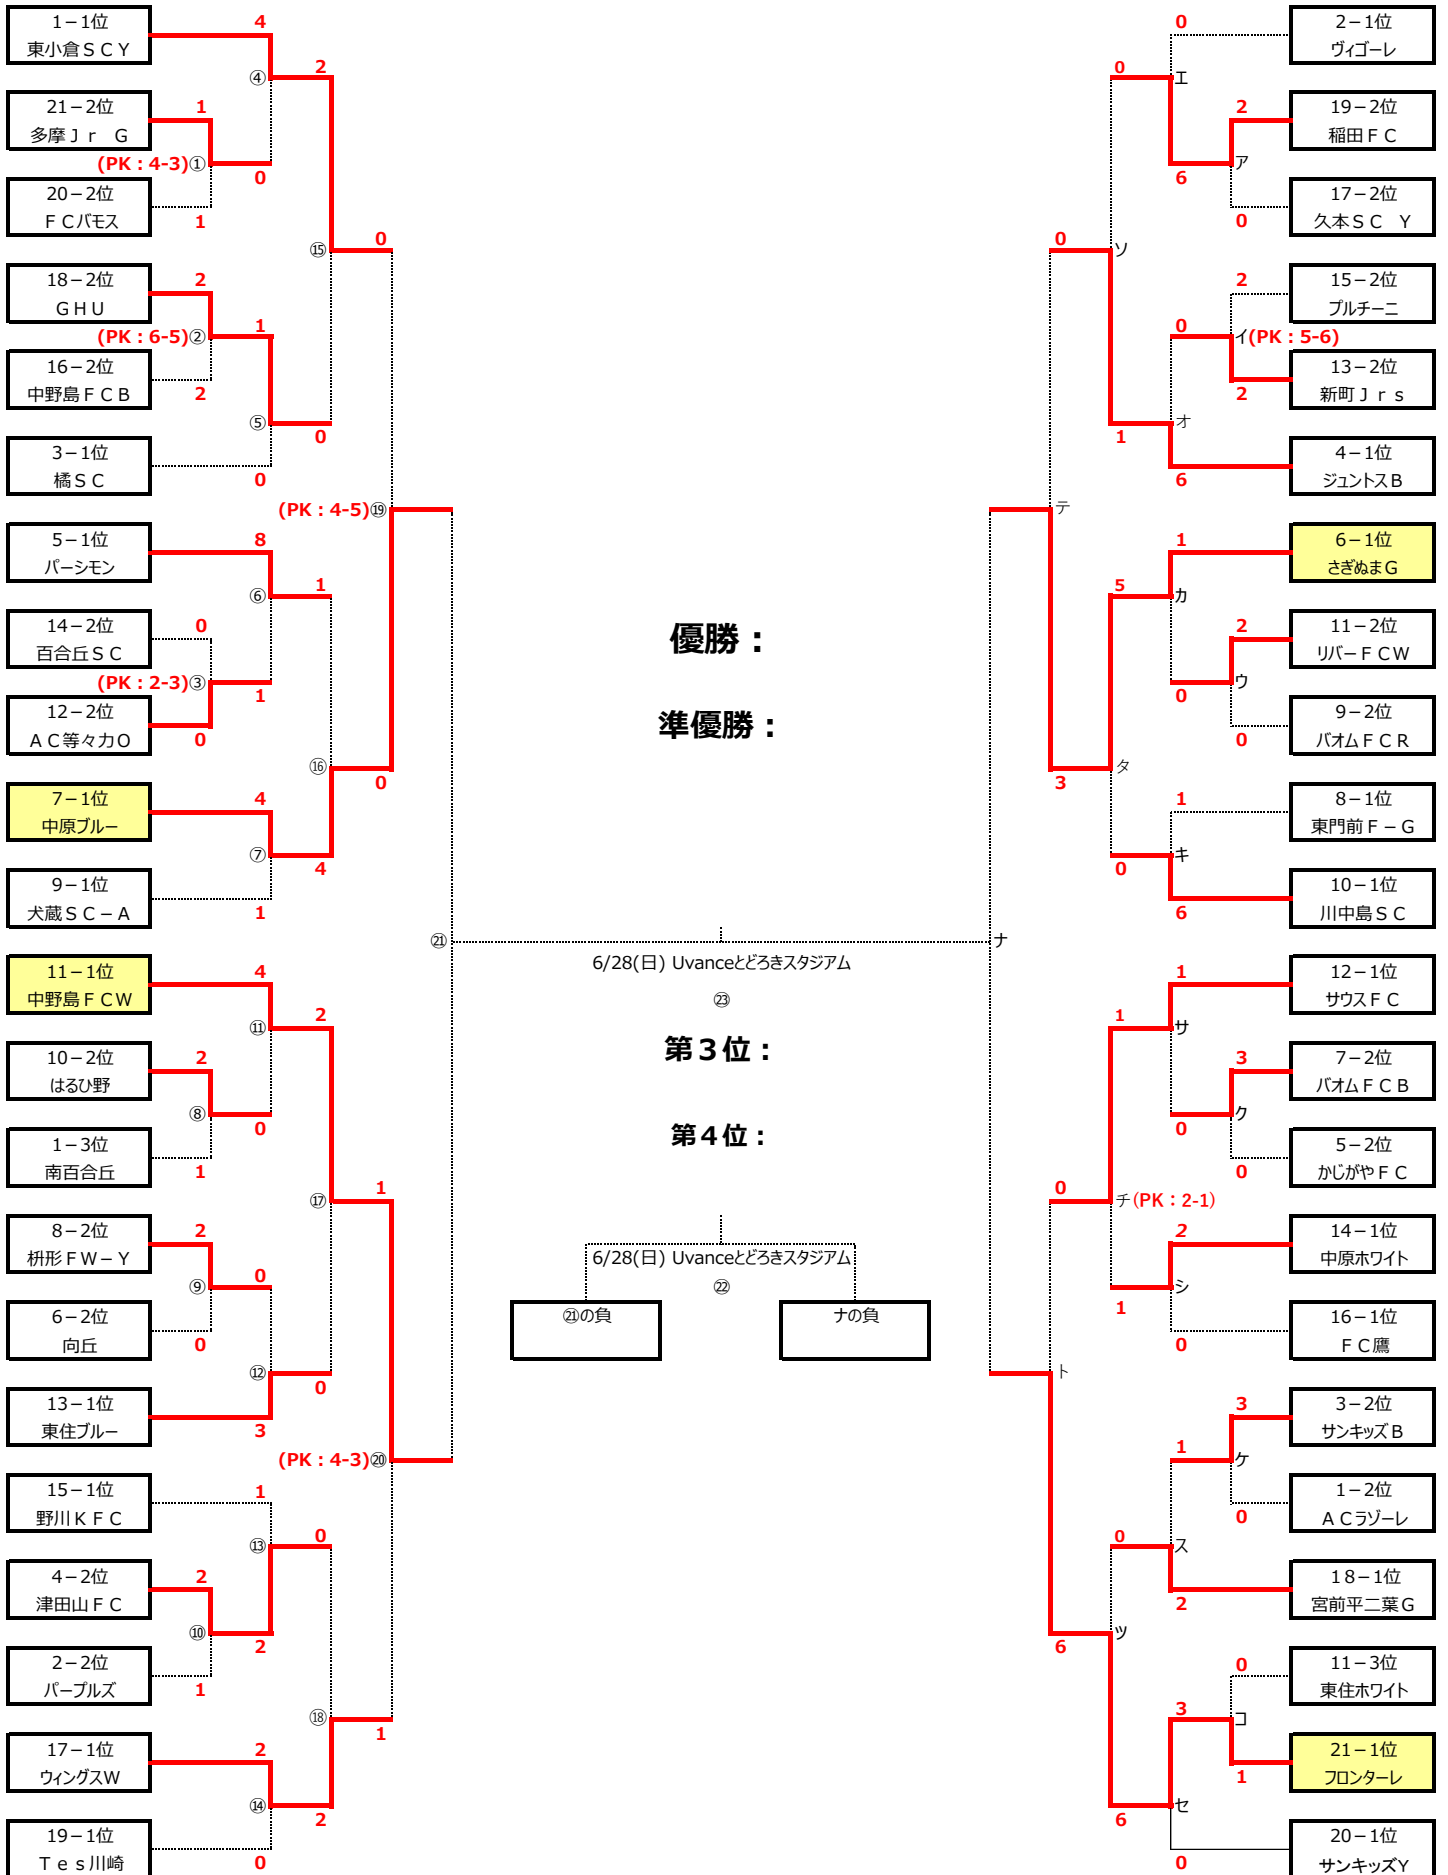 1－1位
東小倉ＳＣＹ
4
④
2
21－2位
多摩Ｊｒ　Ｇ
1
(PK：4-3)①
0
20－2位
ＦＣバモス
1
⑮
0
18－2位
ＧＨＵ
2
(PK：6-5)②
1
16－2位
中野島ＦＣＢ
2
⑤
0
3－1位
橘ＳＣ
0
(PK：4-5)⑲
5－1位
パーシモン
8
⑥
1
14－2位
百合丘ＳＣ
0
(PK：2-3)③
1
12－2位
ＡＣ等々力Ｏ
0
⑯
0
7－1位
中原ブルー
4
⑦
4
9－1位
犬蔵ＳＣ－Ａ
1
㉑
11－1位
中野島ＦＣＷ
4
⑪
2
10－2位
はるひ野
2
⑧
0
1－3位
南百合丘
1
⑰
1
8－2位
枡形ＦＷ－Ｙ
2
⑨
0
6－2位
向丘
0
⑫
0
13－1位
東住ブルー
3
(PK：4-3)⑳
15－1位
野川ＫＦＣ
1
⑬
0
4－2位
津田山ＦＣ
2
⑩
2
2－2位
パープルズ
1
⑱
1
17－1位
ウィングスＷ
2
⑭
2
19－1位
Ｔｅｓ川崎
0
優勝：
準優勝：
6/28(日) Uvanceとどろきスタジアム
㉓
第３位：
第４位：
6/28(日) Uvanceとどろきスタジアム
㉒
㉑の負
ナの負
0
2－1位
ヴィゴーレ
0
エ
2
19－2位
稲田ＦＣ
6
ア
0
17－2位
久本ＳＣ　Ｙ
0
ソ
2
15－2位
プルチーニ
0
イ(PK：5-6)
2
13－2位
新町Ｊｒｓ
1
オ
6
4－1位
ジュントスＢ
テ
1
6－1位
さぎぬまＧ
5
カ
2
11－2位
リバーＦＣＷ
0
ウ
0
9－2位
バオムＦＣＲ
3
タ
1
8－1位
東門前Ｆ－Ｇ
0
キ
6
10－1位
川中島ＳＣ
ナ
1
12－1位
サウスＦＣ
1
サ
3
7－2位
バオムＦＣＢ
0
ク
0
5－2位
かじがやＦＣ
0
チ(PK：2-1)
2
14－1位
中原ホワイト
1
シ
0
16－1位
ＦＣ鷹
ト
3
3－2位
サンキッズＢ
1
ケ
0
1－2位
ＡＣラゾーレ
0
ス
2
18－1位
宮前平二葉Ｇ
6
ツ
0
11－3位
東住ホワイト
3
コ
1
21－1位
フロンターレ
6
セ
0
20－1位
サンキッズＹ